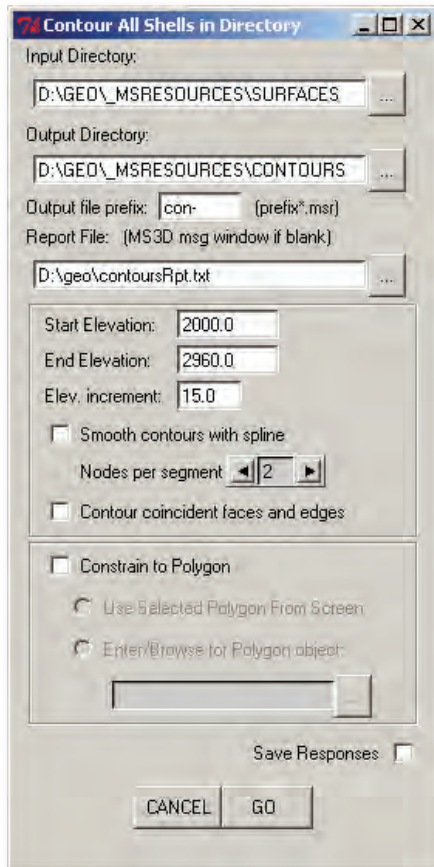 Contour All Shells in Directory
Input Directory:
D:\GEO\_MSRESOURCES\SURFACES ...
Output Directory:
D:\GEO\_MSRESOURCES\CONTOURS ...
Output file prefix: con- (prefix*.msr)
Report File: (MS3D msg window if blank)
D:\geo\contoursRpt.txt ...
Start Elevation: 2000.0
End Elevation: 2960.0
Elev. increment: 15.0
Smooth contours with spline
Nodes per segment 2
Contour coincident faces and edges
Constrain to Polygon
Use Selected Polygon From Screen
Enter/Browse for Polygon object:
...
Save Responses
CANCEL GO